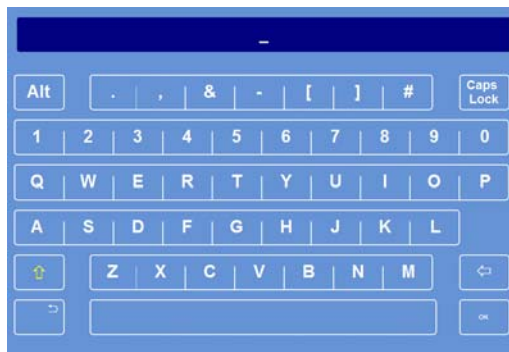 _
Alt . , & - [ ] # Caps Lock
1 2 3 4 5 6 7 8 9 0
Q W E R T Y U I O P
A S D F G H J K L
Z X C V B N M
OK